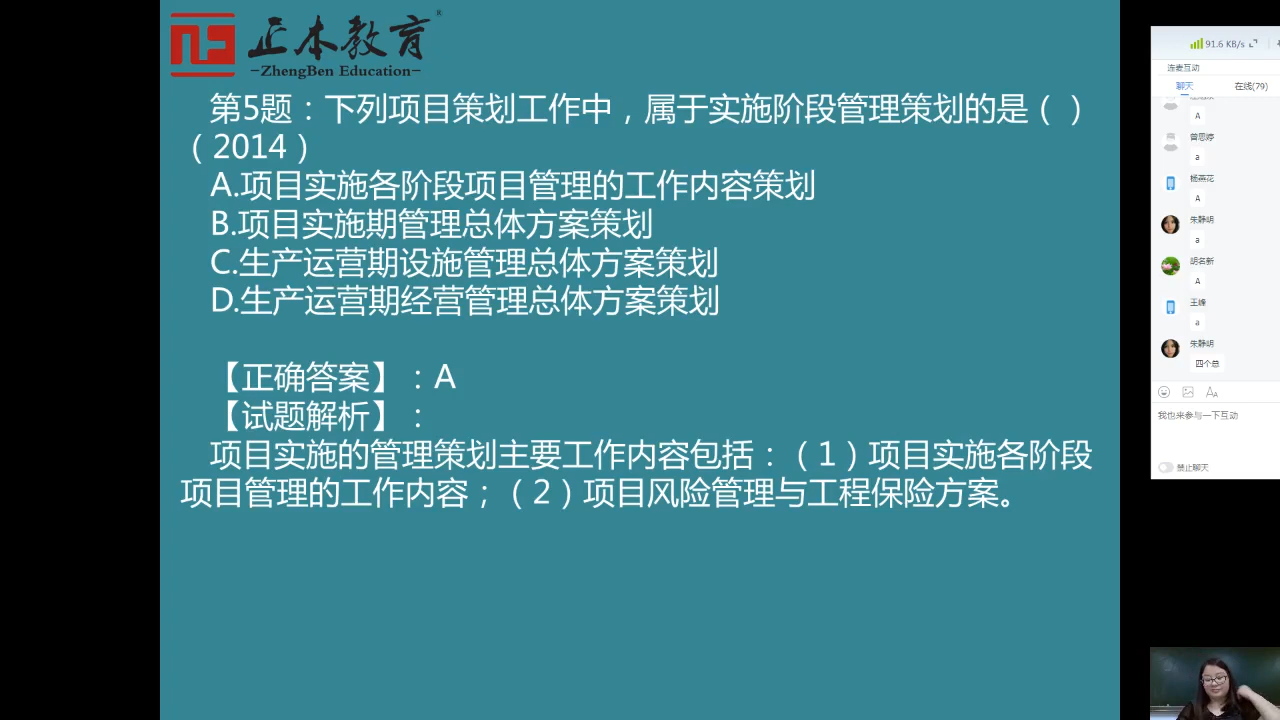 正本教育
ZhengBen Education
第5题：下列项目策划工作中，属于实施阶段管理策划的是（ ）
（2014）
A.项目实施各阶段项目管理的工作内容策划
B.项目实施期管理总体方案策划
C.生产运营期设施管理总体方案策划
D.生产运营期经营管理总体方案策划
【正确答案】：A
【试题解析】：
项目实施的管理策划主要工作内容包括：（1）项目实施各阶段
项目管理的工作内容；（2）项目风险管理与工程保险方案。
91.6 KB/s
连麦互动
聊天 在线(79)
A
曾思婷
a
杨燕花
A
朱静明
a
胡名新
A
王峰
a
朱静明
四个总
我也来参与一下互动
禁止聊天